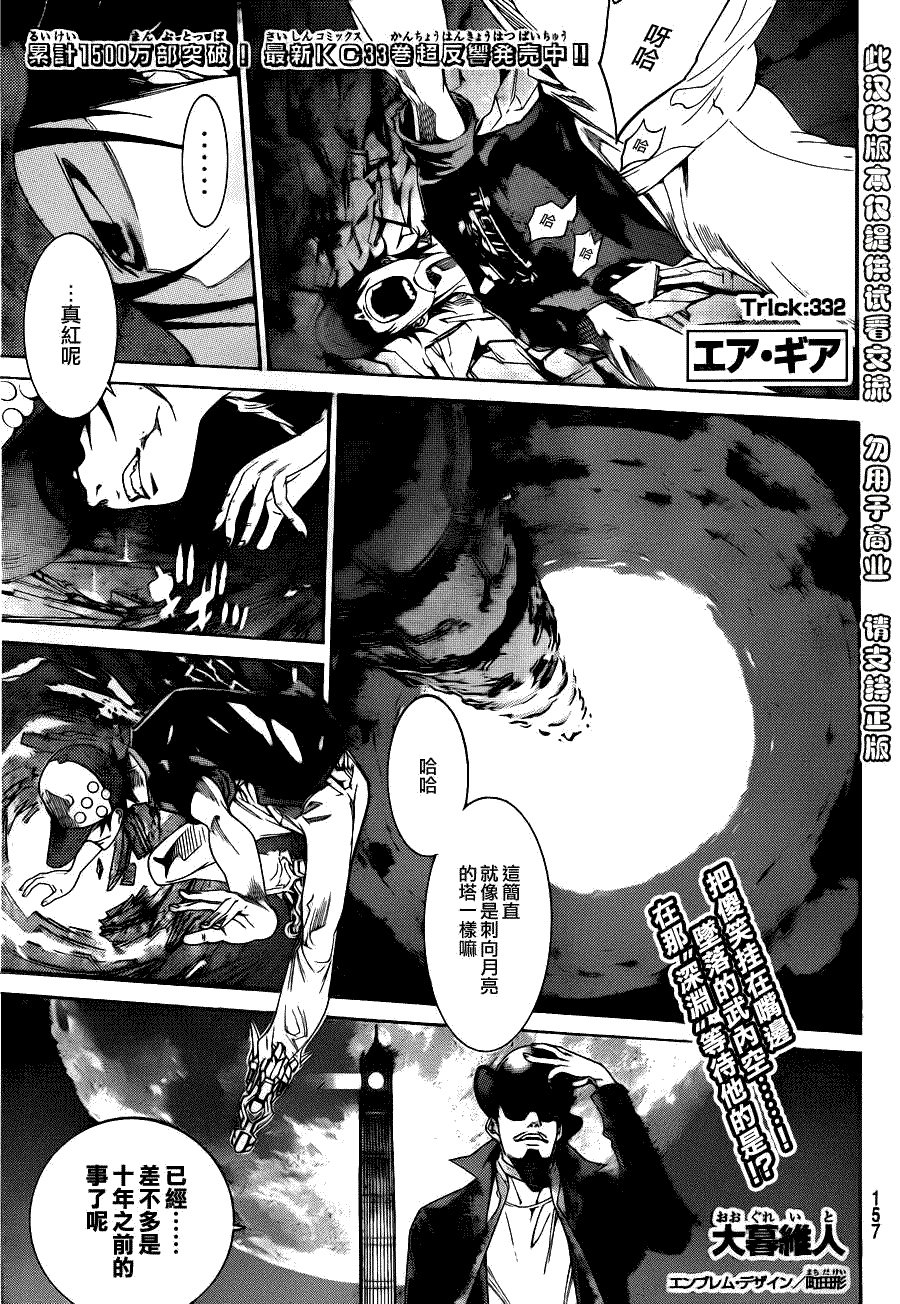 るいけい まんぶとっぱ さいしんコミックス かんちょうはんきょうはつばいちゅう
累計1500万部突破! 最新KC33巻超反響発売中!!
呀
哈
哈
哈
哈
Trick:332
エア・ギア
……
…真紅呢
哈
哈
這簡直
就像是刺向月亮
的塔一樣嘛
把傻笑挂在嘴邊
墜落的武内空……!
在那"深淵"等待他的是!?
已經……
差不多是
十年之前的
事了呢
おおぐれいと
大暮維人
まちだけい
エンブレム・デザイン/町田形
157
此汉化版本仅提供试看交流
勿用于商业
请支持正版